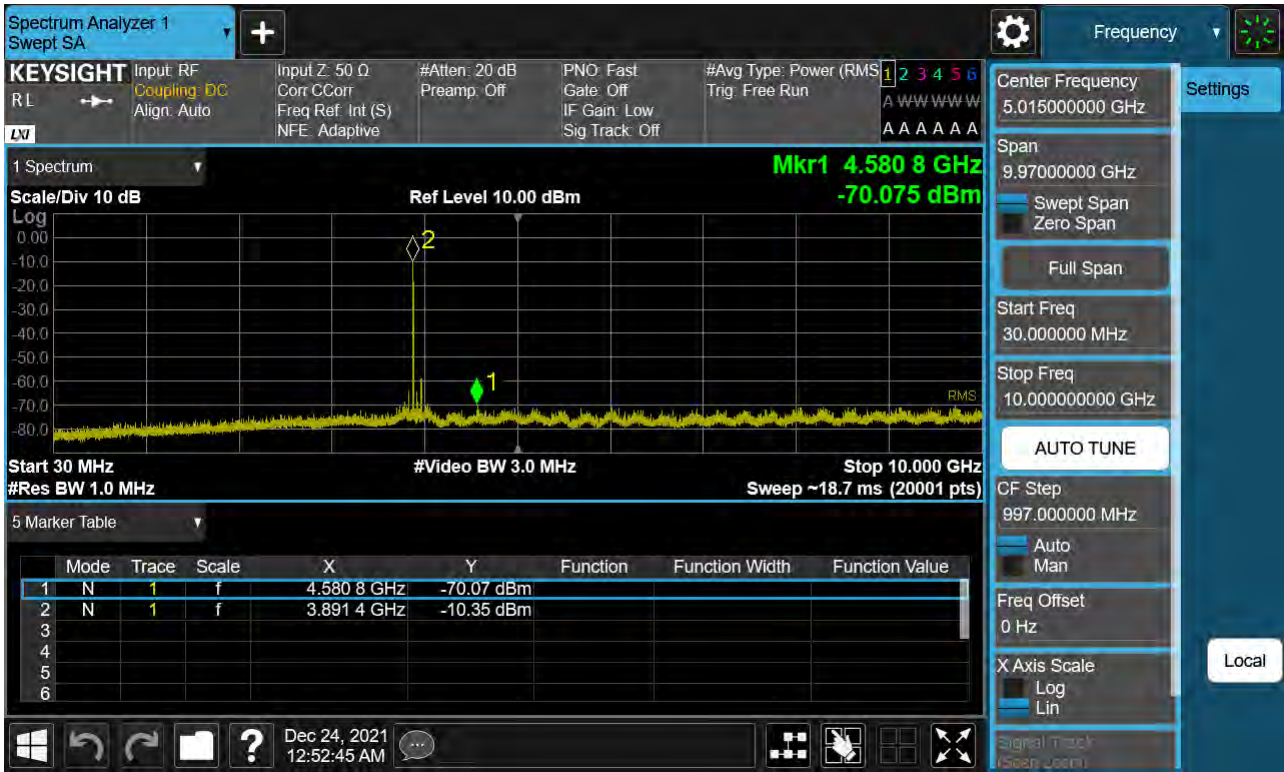 Spectrum Analyzer 1
Swept SA
Frequency
KEYSIGHT
RL
LXI
Input: RF
Coupling: DC
Align: Auto
Input Z: 50 Ω
Corr CCorr
Freq Ref: Int (S)
NFE: Adaptive
#Atten: 20 dB
Preamp: Off
PNO: Fast
Gate: Off
IF Gain: Low
Sig Track: Off
#Avg Type: Power (RMS
Trig: Free Run
1 2 3 4 5 6
A W W W W W
A A A A A A
1 Spectrum
Scale/Div 10 dB
Ref Level 10.00 dBm
Mkr1 4.580 8 GHz
-70.075 dBm
Log
0.00
-10.0
-20.0
-30.0
-40.0
-50.0
-60.0
-70.0
-80.0
2
1
RMS
Start 30 MHz
#Video BW 3.0 MHz
Stop 10.000 GHz
#Res BW 1.0 MHz
Sweep ~18.7 ms (20001 pts)
5 Marker Table
Mode Trace Scale X Y Function Function Width Function Value
1 N 1 f 4.580 8 GHz -70.07 dBm
2 N 1 f 3.891 4 GHz -10.35 dBm
3
4
5
6
Dec 24, 2021
12:52:45 AM
Center Frequency
5.015000000 GHz
Span
9.97000000 GHz
Swept Span
Zero Span
Full Span
Start Freq
30.000000 MHz
Stop Freq
10.000000000 GHz
AUTO TUNE
CF Step
997.000000 MHz
Auto
Man
Freq Offset
0 Hz
X Axis Scale
Log
Lin
Signal Track
(Span Zoom)
Settings
Local